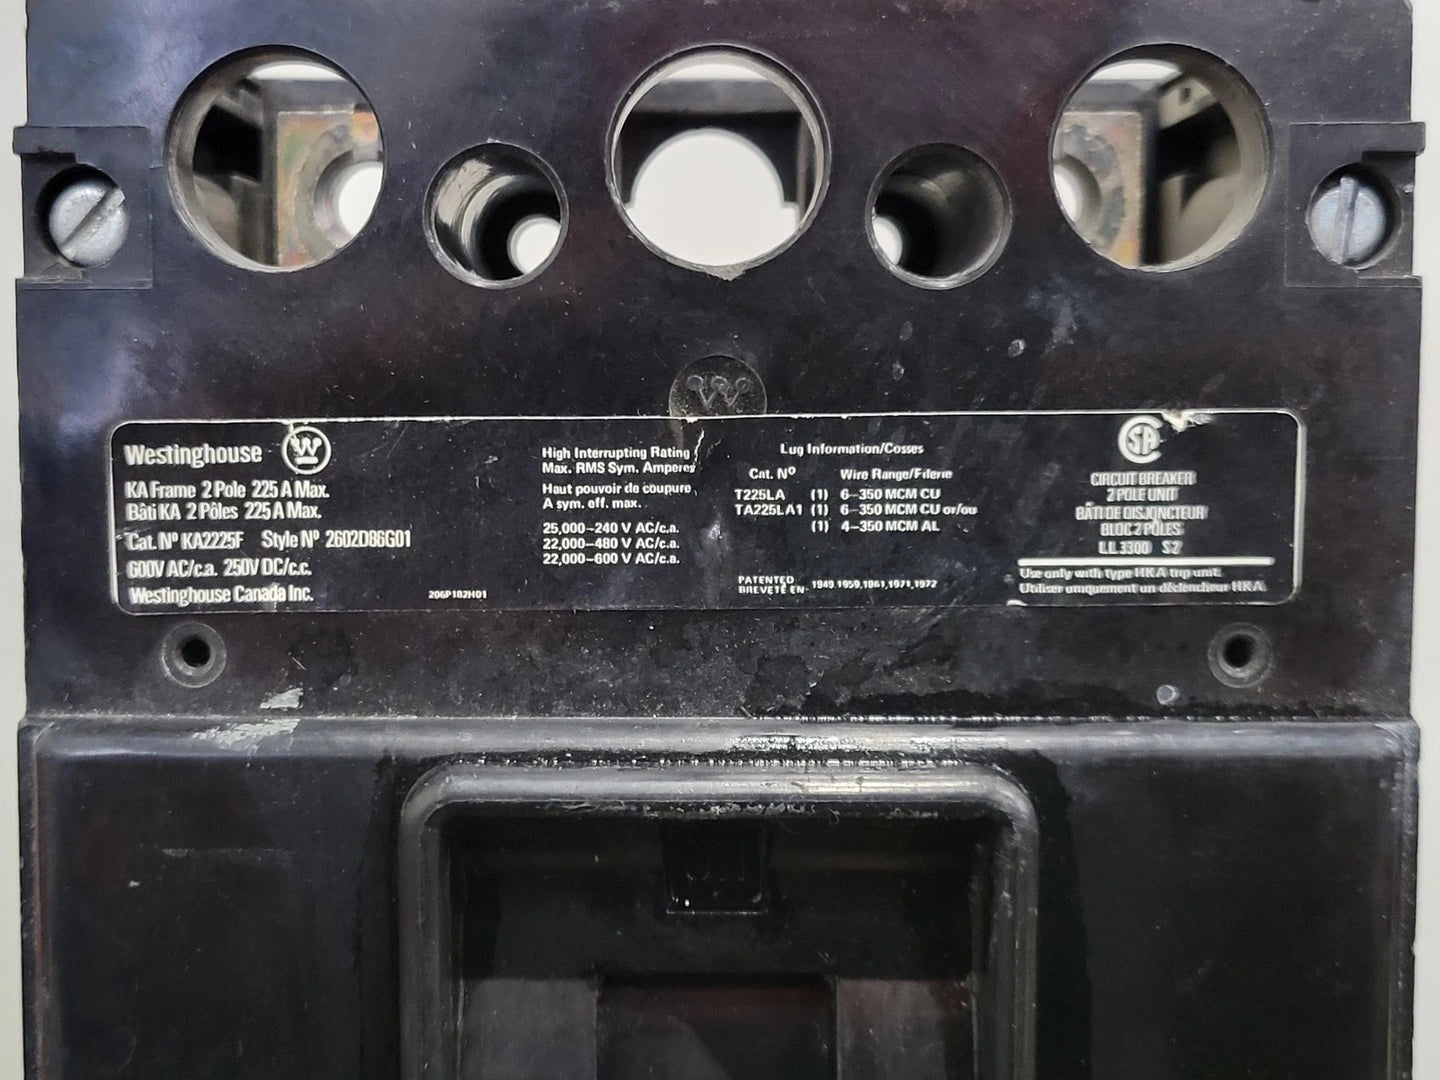 W
Westinghouse W
KA Frame 2 Pole 225 A Max.
Bâti KA 2 Pôles 225 A Max.
Cat. Nº KA2225F Style Nº 2602D86G01
600V AC/c.a. 250V DC/c.c.
Westinghouse Canada Inc.
206P182H01
High Interrupting Rating
Max. RMS Sym. Amperes
Haut pouvoir de coupure
A sym. eff. max.
25,000-240 V AC/c.a.
22,000-480 V AC/c.a.
22,000-600 V AC/c.a.
Lug Information/Cosses
Cat. Nº Wire Range/Filerie
T225LA (1) 6-350 MCM CU
TA225LA1 (1) 6-350 MCM CU or/ou
(1) 4-350 MCM AL
PATENTED
BREVETÉ EN- 1949,1959,1961,1971,1972
CSA
CIRCUIT BREAKER
2 POLE UNIT
BÂTI DE DISJONCTEUR
BLOC 2 PÔLES
LL 3300 S2
Use only with type HKA trip unit.
Utiliser uniquement un déclencheur HKA.